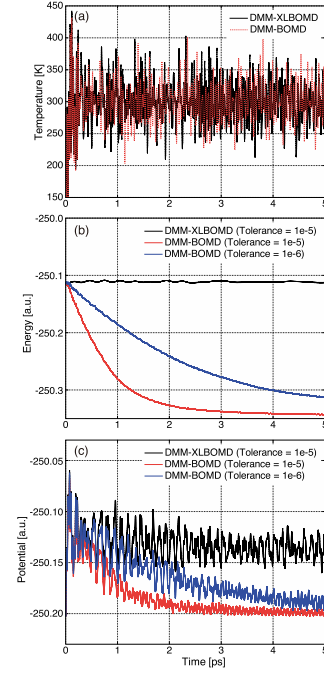 450
400
350
300
250
200
150
Temperature [K]
(a)
DMM-XLBOMD
DMM-BOMD
0 1 2 3 4 5
-250.0
-250.1
-250.2
-250.3
Energy [a.u.]
(b)
DMM-XLBOMD (Tolerance = 1e-5)
DMM-BOMD (Tolerance = 1e-5)
DMM-BOMD (Tolerance = 1e-6)
0 1 2 3 4 5
-250.05
-250.10
-250.15
-250.20
Potential [a.u.]
(c)
DMM-XLBOMD (Tolerance = 1e-5)
DMM-BOMD (Tolerance = 1e-5)
DMM-BOMD (Tolerance = 1e-6)
0 1 2 3 4 5
Time [ps]